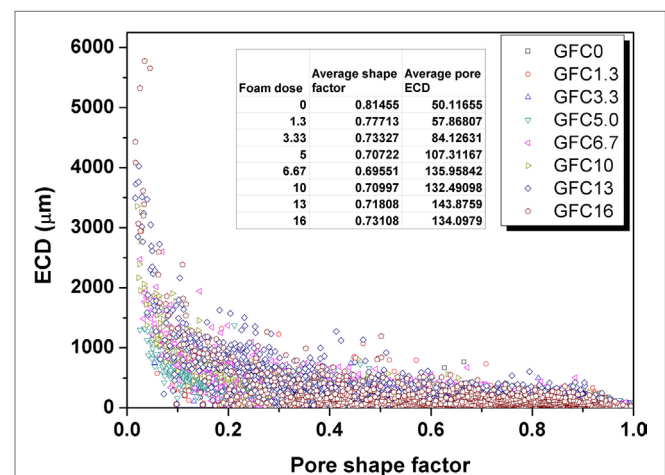 6000
5000
4000
3000
2000
1000
0
ECD (μm)
0.0 0.2 0.4 0.6 0.8 1.0
Pore shape factor
Foam dose Average shape factor Average pore ECD
0 0.81455 50.11655
1.3 0.77713 57.86807
3.33 0.73327 84.12631
5 0.70722 107.31167
6.67 0.69551 135.95842
10 0.70997 132.49098
13 0.71808 143.8759
16 0.73108 134.0979
GFC0
GFC1.3
GFC3.3
GFC5.0
GFC6.7
GFC10
GFC13
GFC16